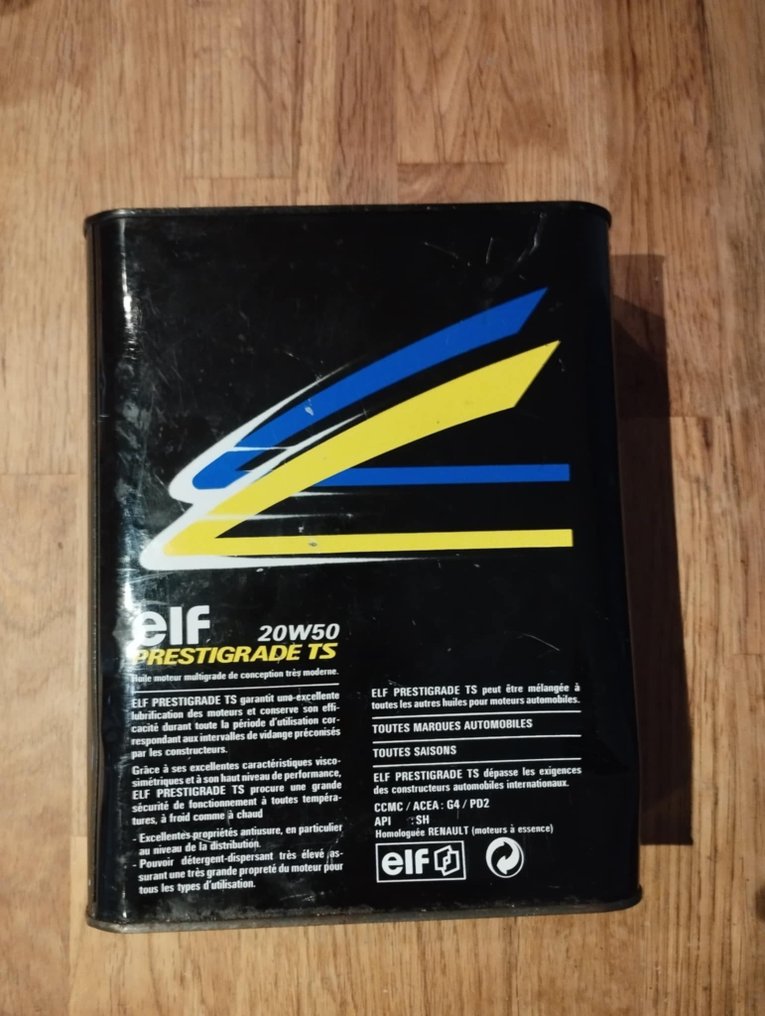 elf
20W50
PRESTIGRADE TS
Huile moteur multigrade de conception très moderne.
ELF PRESTIGRADE TS garantit une excellente
lubrification des moteurs et conserve son effi-
cacité durant toute la période d'utilisation cor-
respondant aux intervalles de vidange préconisés
par les constructeurs.
Grâce à ses excellentes caractéristiques visco-
simétriques et à son haut niveau de performance,
ELF PRESTIGRADE TS procure une grande
sécurité de fonctionnement à toutes tempéra-
tures, à froid comme à chaud
- Excellentes propriétés antiusure, en particulier
au niveau de la distribution.
- Pouvoir détergent-dispersant très élevé as-
surant une très grande propreté du moteur pour
tous les types d'utilisation.
ELF PRESTIGRADE TS peut être mélangée à
toutes les autres huiles pour moteurs automobiles.
TOUTES MARQUES AUTOMOBILES
TOUTES SAISONS
ELF PRESTIGRADE TS dépasse les exigences
des constructeurs automobiles internationaux.
CCMC / ACEA : G4 / PD2
API : SH
Homologuée RENAULT (moteurs à essence)
elf